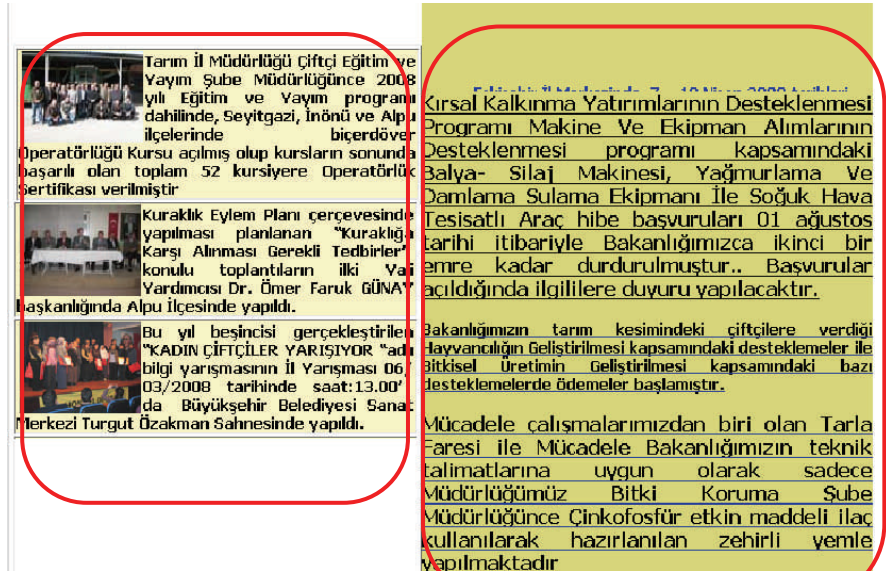 Tarım İl Müdürlüğü Çiftçi Eğitim ve
Yayım Şube Müdürlüğünce 2008
yılı Eğitim ve Yayım programı
dahilinde, Seyitgazi, İnönü ve Alpu
ilçelerinde biçerdöver
Operatörlüğü Kursu açılmış olup kursların sonunda
başarılı olan toplam 52 kursiyere Operatörlük
Sertifikası verilmiştir
Kuraklık Eylem Planı çerçevesinde
yapılması planlanan "Kuraklığa
Karşı Alınması Gerekli Tedbirler"
konulu toplantıların ilki Vali
Yardımcısı Dr. Ömer Faruk GÜNAY
başkanlığında Alpu İlçesinde yapıldı.
Bu yıl beşincisi gerçekleştirilen
"KADIN ÇİFTÇİLER YARIŞIYOR "adlı
bilgi yarışmasının İl Yarışması 06/
03/2008 tarihinde saat:13.00'
da Büyükşehir Belediyesi Sanat
Merkezi Turgut Özakman Sahnesinde yapıldı.
Kırsal Kalkınma Yatırımlarının Desteklenmesi
Programı Makine Ve Ekipman Alımlarının
Desteklenmesi programı kapsamındaki
Balya- Silaj Makinesi, Yağmurlama Ve
Damlama Sulama Ekipmanı İle Soğuk Hava
Tesisatlı Araç hibe başvuruları 01 ağustos
tarihi itibariyle Bakanlığımızca ikinci bir
emre kadar durdurulmuştur.. Başvurular
açıldığında ilgililere duyuru yapılacaktır.
Bakanlığımızın tarım kesimindeki çiftçilere verdiği
Hayvancılığın Geliştirilmesi kapsamındaki desteklemeler ile
Bitkisel Üretimin Geliştirilmesi kapsamındaki bazı
desteklemelerde ödemeler başlamıştır.
Mücadele çalışmalarımızdan biri olan Tarla
Faresi ile Mücadele Bakanlığımızın teknik
talimatlarına uygun olarak sadece
Müdürlüğümüz Bitki Koruma Şube
Müdürlüğünce Çinkofosfür etkin maddeli ilaç
kullanılarak hazırlanılan zehirli yemle
yapılmaktadır